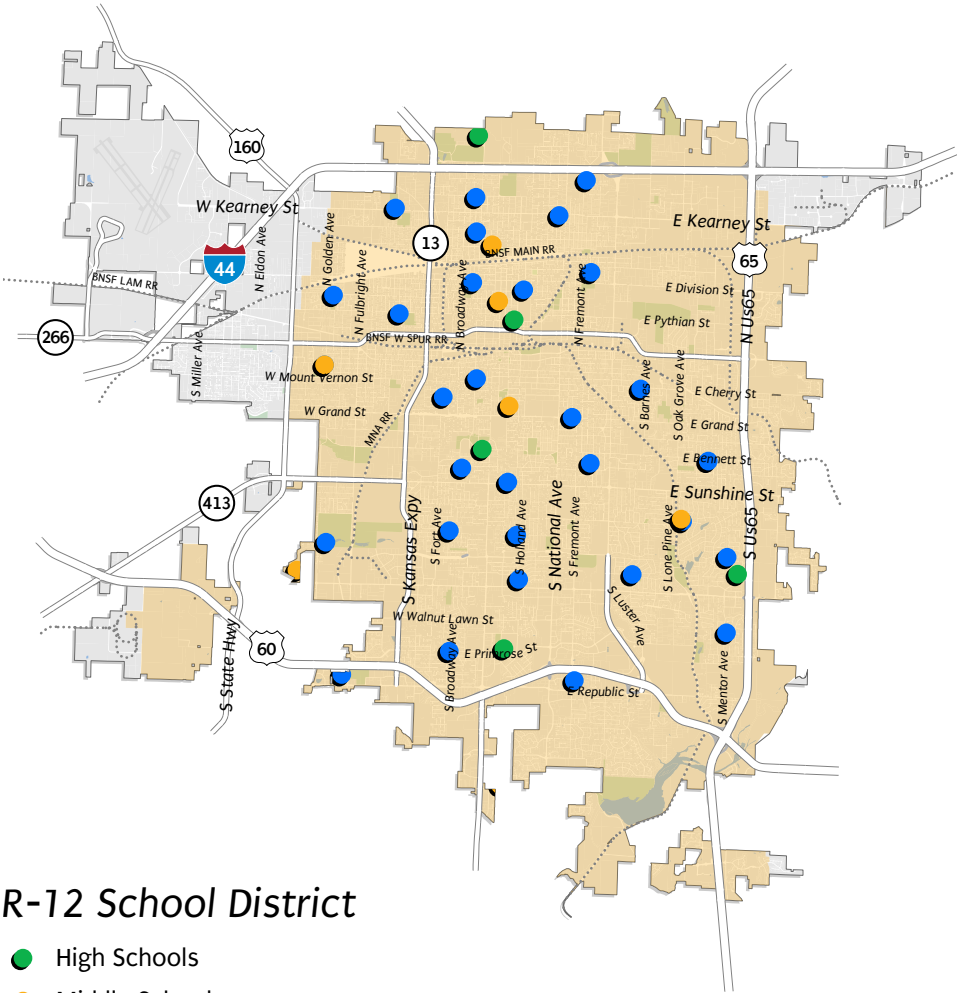 160
W Kearney St
E Kearney St
13
N Golden Ave
N Eldon Ave
N Fulbright Ave
44
65
BNSF MAIN RR
BNSF LAM RR
N Broadway Ave
N Fremont Ave
E Division St
N Us65
E Pythian St
266
BNSF W SPUR RR
S Miller Ave
W Mount Vernon St
S Barnes Ave
S Oak Grove Ave
E Cherry St
W Grand St
MNA RR
E Grand St
E Bennett St
413
E Sunshine St
S Kansas Expy
S Fort Ave
S Holland Ave
S National Ave
S Fremont Ave
S Lone Pine Ave
S Us65
W Walnut Lawn St
S Luster Ave
60
S State Hwy
S Broadway Ave
E Primrose St
E Republic St
S Mentor Ave
R-12 School District
High Schools